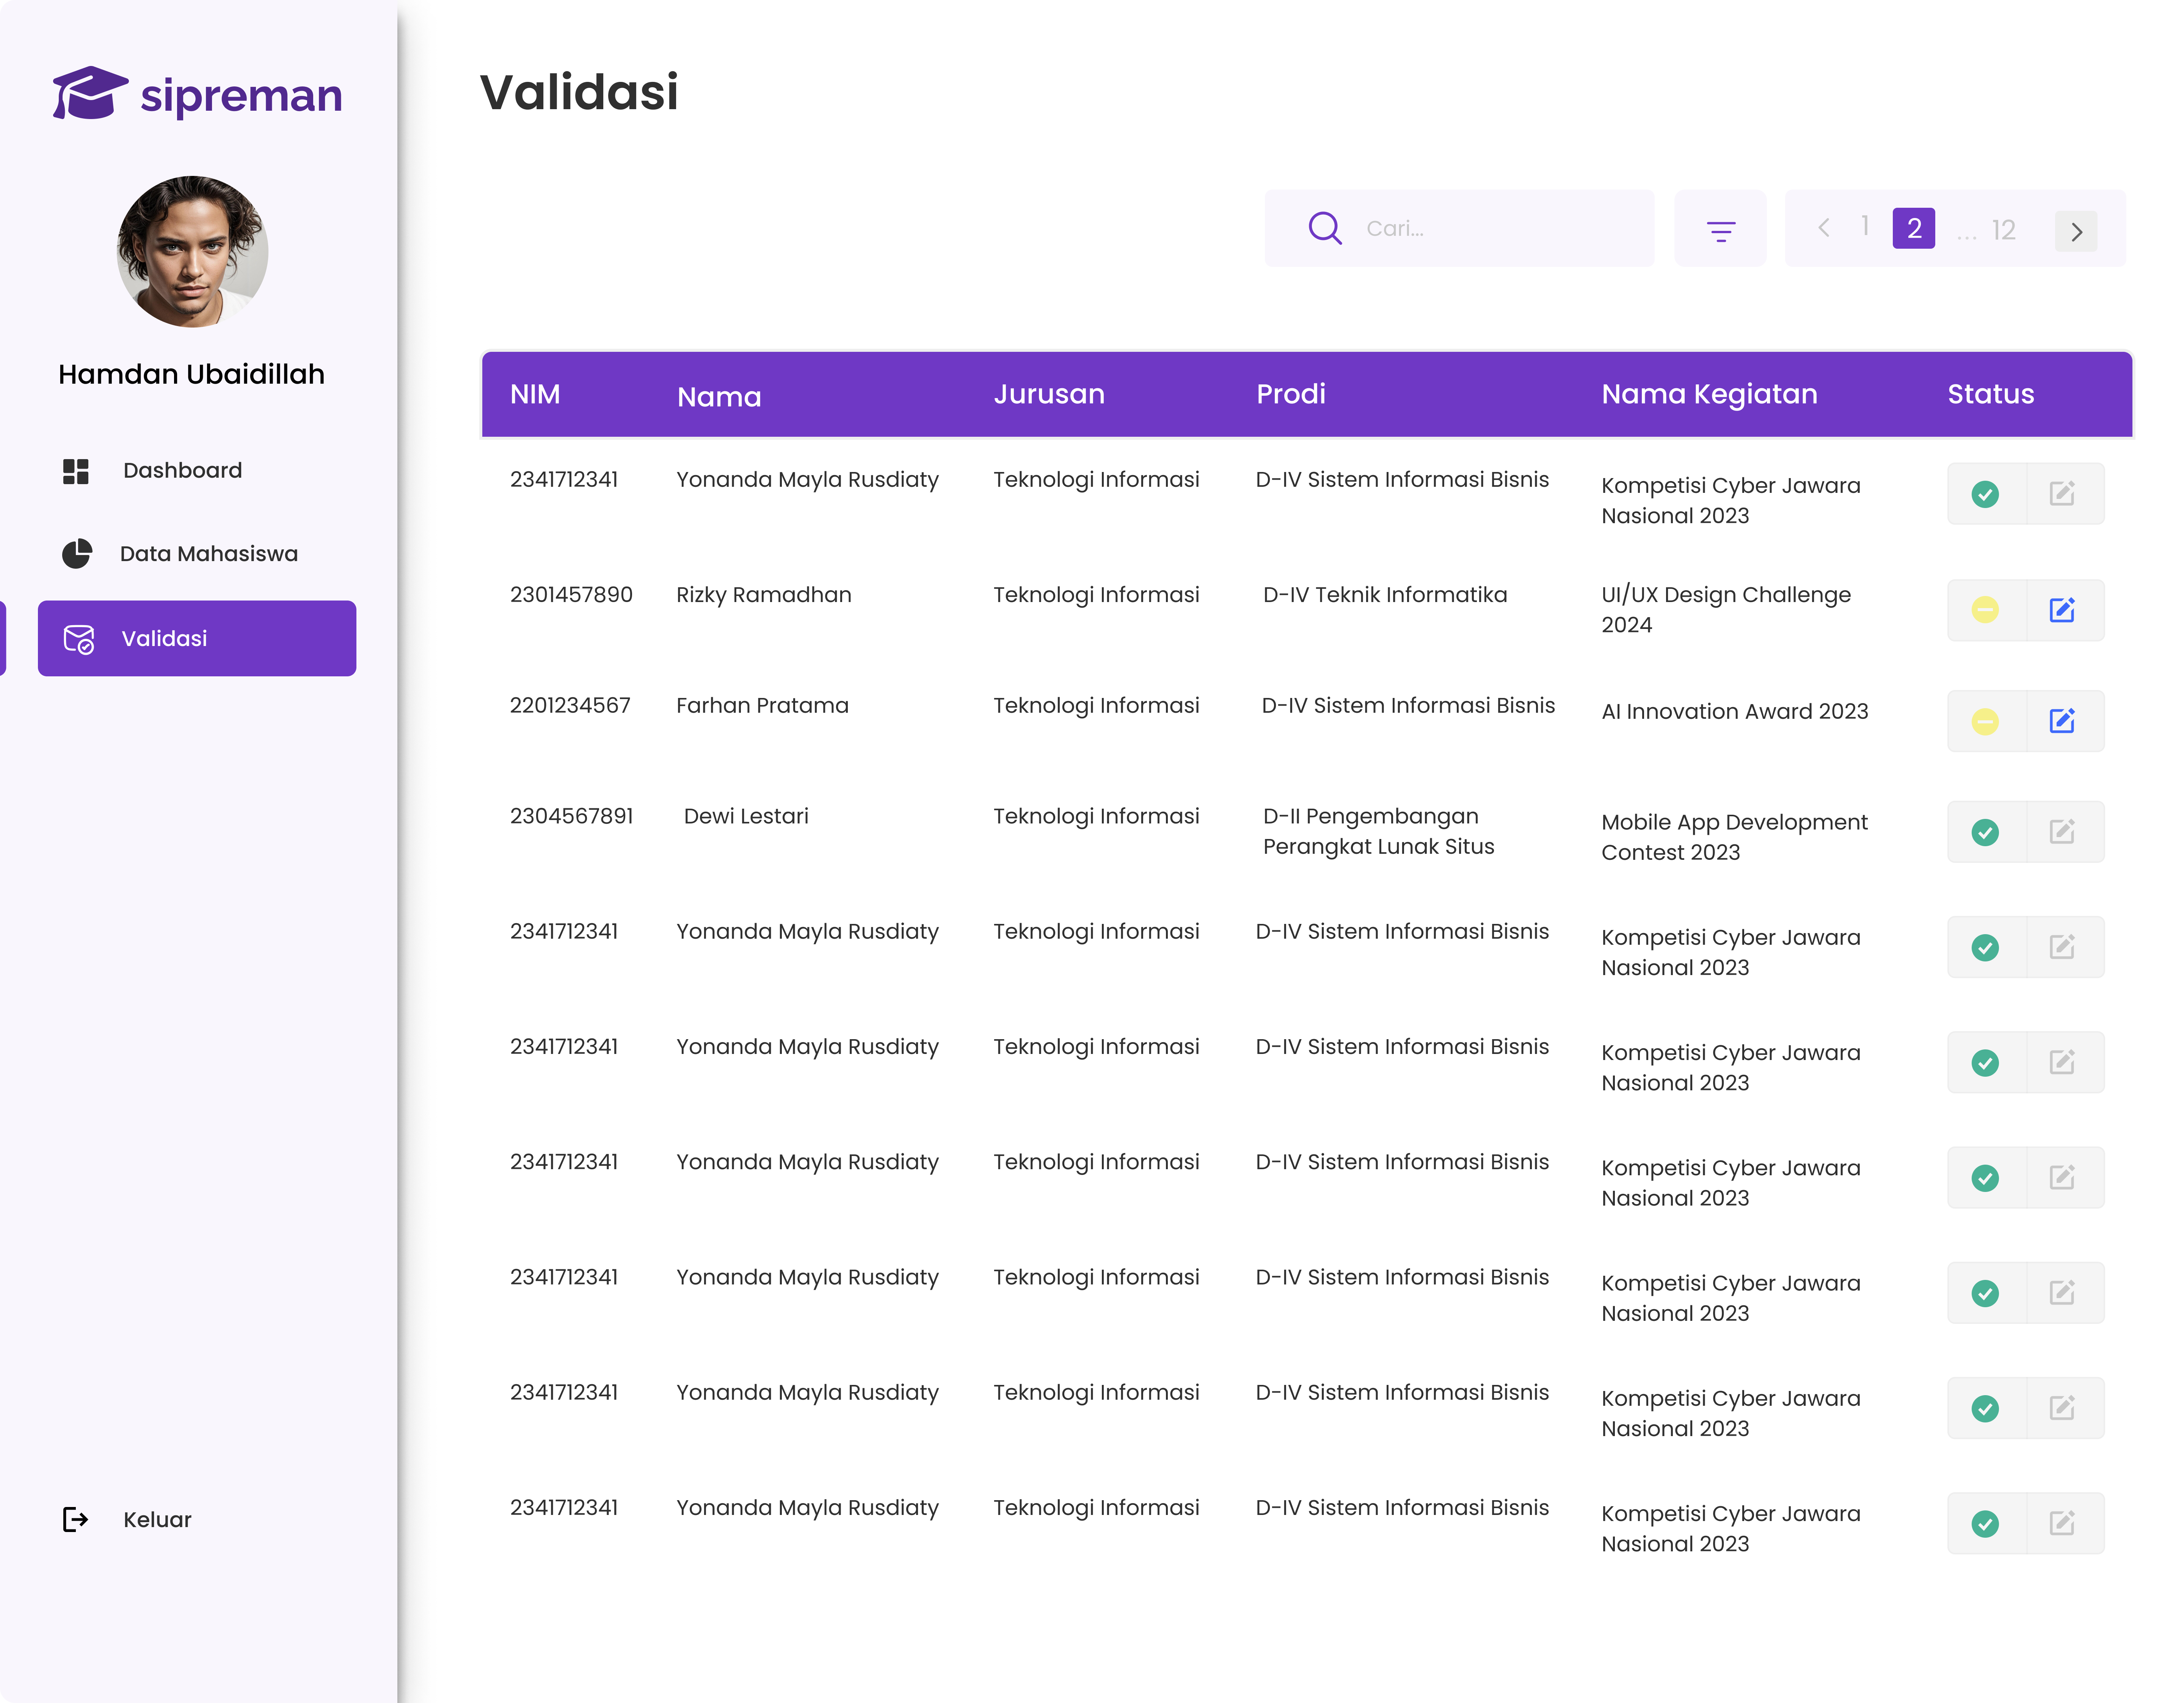 sipreman
Hamdan Ubaidillah
Dashboard
Data Mahasiswa
Validasi
Keluar
Validasi
Cari...
1 2 ... 12
NIM Nama Jurusan Prodi Nama Kegiatan Status
2341712341 Yonanda Mayla Rusdiaty Teknologi Informasi D-IV Sistem Informasi Bisnis Kompetisi Cyber Jawara
Nasional 2023
2301457890 Rizky Ramadhan Teknologi Informasi D-IV Teknik Informatika UI/UX Design Challenge
2024
2201234567 Farhan Pratama Teknologi Informasi D-IV Sistem Informasi Bisnis AI Innovation Award 2023
2304567891 Dewi Lestari Teknologi Informasi D-II Pengembangan Mobile App Development
Perangkat Lunak Situs Contest 2023
2341712341 Yonanda Mayla Rusdiaty Teknologi Informasi D-IV Sistem Informasi Bisnis Kompetisi Cyber Jawara
Nasional 2023
2341712341 Yonanda Mayla Rusdiaty Teknologi Informasi D-IV Sistem Informasi Bisnis Kompetisi Cyber Jawara
Nasional 2023
2341712341 Yonanda Mayla Rusdiaty Teknologi Informasi D-IV Sistem Informasi Bisnis Kompetisi Cyber Jawara
Nasional 2023
2341712341 Yonanda Mayla Rusdiaty Teknologi Informasi D-IV Sistem Informasi Bisnis Kompetisi Cyber Jawara
Nasional 2023
2341712341 Yonanda Mayla Rusdiaty Teknologi Informasi D-IV Sistem Informasi Bisnis Kompetisi Cyber Jawara
Nasional 2023
2341712341 Yonanda Mayla Rusdiaty Teknologi Informasi D-IV Sistem Informasi Bisnis Kompetisi Cyber Jawara
Nasional 2023